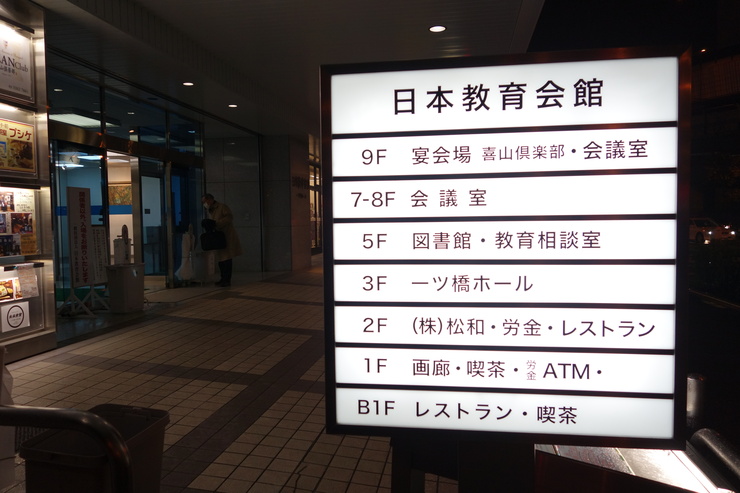 日本教育会館
9F 宴会場 喜山倶楽部・会議室
7-8F 会議室
5F 図書館・教育相談室
3F 一ツ橋ホール
2F (株)松和・労金・レストラン
1F 画廊・喫茶・労金ATM・
B1F レストラン・喫茶
ブシケ